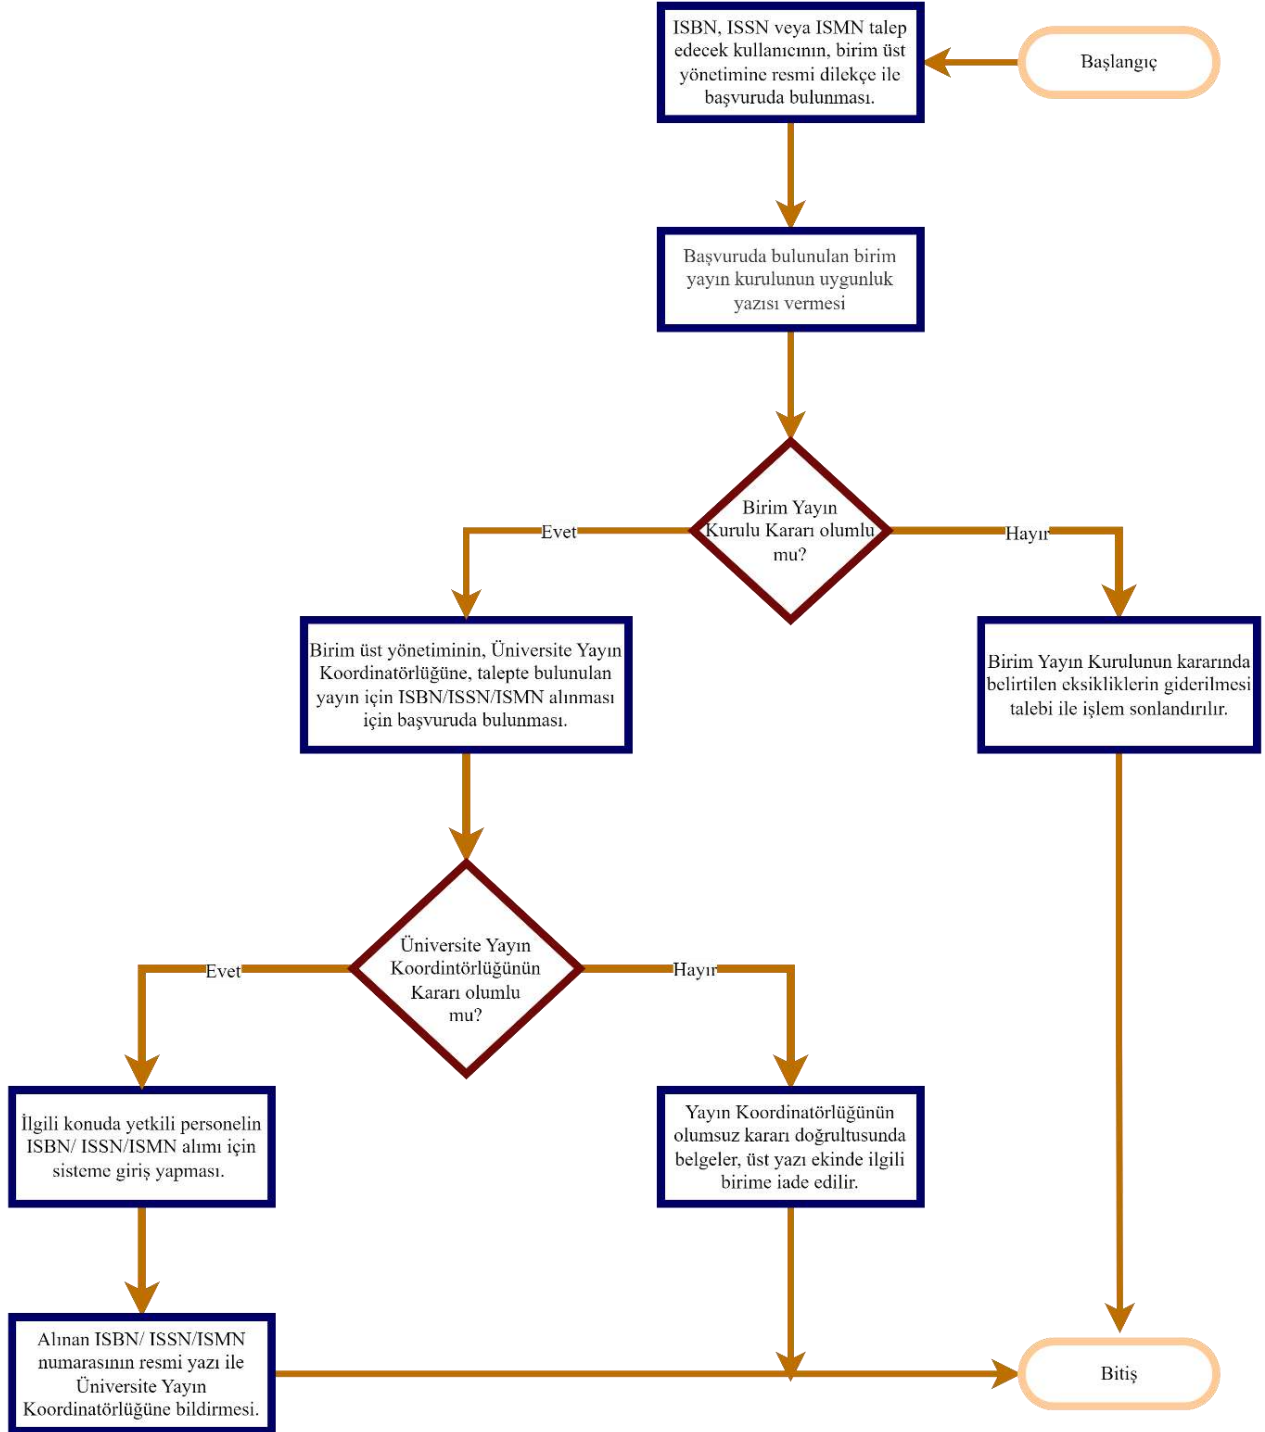 Başlangıç
ISBN, ISSN veya ISMN talep
edecek kullanıcının, birim üst
yönetimine resmi dilekçe ile
başvuruda bulunması.
Başvuruda bulunulan birim
yayın kurulunun uygunluk
yazısı vermesi
Birim Yayın
Kurulu Kararı olumlu
mu?
Evet
Hayır
Birim üst yönetiminin, Üniversite Yayın
Koordinatörlüğüne, talepte bulunulan
yayın için ISBN/ISSN/ISMN alınması
için başvuruda bulunması.
Birim Yayın Kurulunun kararında
belirtilen eksikliklerin giderilmesi
talebi ile işlem sonlandırılır.
Üniversite Yayın
Koordintörlüğünün
Kararı olumlu
mu?
Evet
Hayır
İlgili konuda yetkili personelin
ISBN/ ISSN/ISMN alımı için
sisteme giriş yapması.
Yayın Koordinatörlüğünün
olumsuz kararı doğrultusunda
belgeler, üst yazı ekinde ilgili
birime iade edilir.
Alınan ISBN/ ISSN/ISMN
numarasının resmi yazı ile
Üniversite Yayın
Koordinatörlüğüne bildirmesi.
Bitiş